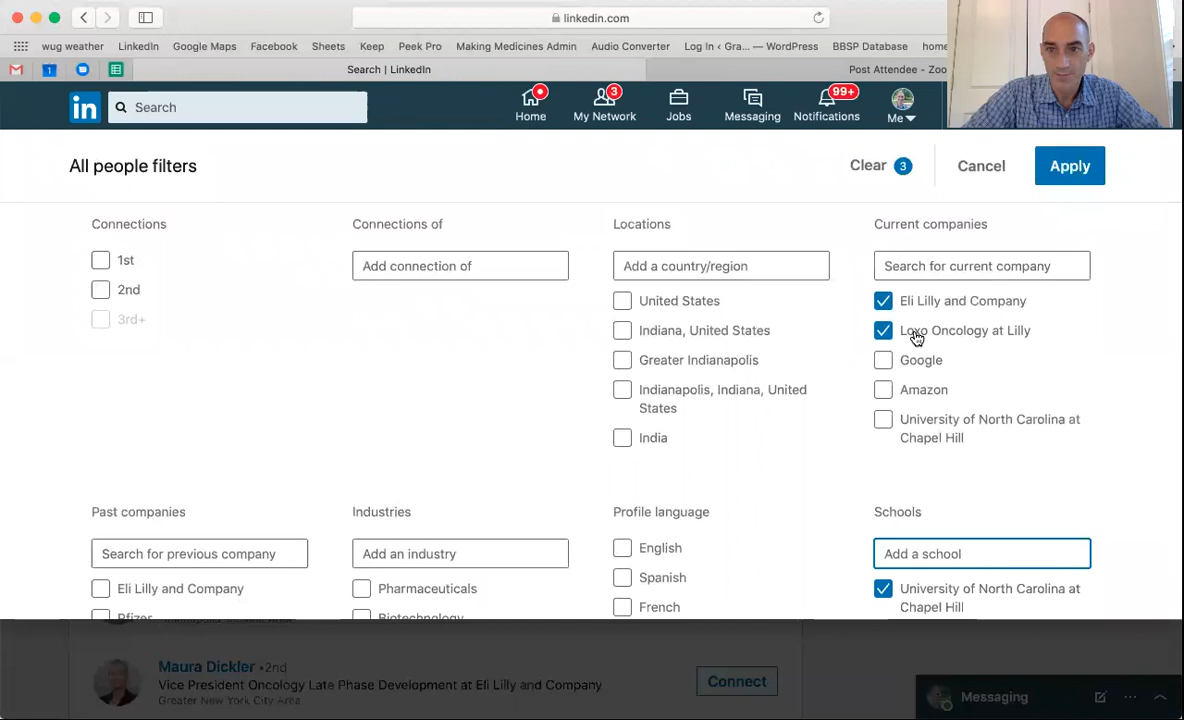 linkedin.com
wug weather LinkedIn Google Maps Facebook Sheets Keep Peek Pro Making Medicines Admin Audio Converter Log In ‹ Gra... — WordPress BBSP Database home
1
Search | LinkedIn
Post Attendee - Zoo
in
Search
Home
3
My Network
Jobs
Messaging
99+
Notifications
Me
All people filters
Clear 3
Cancel
Apply
Connections
1st
2nd
3rd+
Connections of
Add connection of
Locations
Add a country/region
United States
Indiana, United States
Greater Indianapolis
Indianapolis, Indiana, United
States
India
Current companies
Search for current company
Eli Lilly and Company
Loxo Oncology at Lilly
Google
Amazon
University of North Carolina at
Chapel Hill
Past companies
Search for previous company
Eli Lilly and Company
Pfizer
Industries
Add an industry
Pharmaceuticals
Biotechnology
Profile language
English
Spanish
French
Schools
Add a school
University of North Carolina at
Chapel Hill
Maura Dickler • 2nd
Vice President Oncology Late Phase Development at Eli Lilly and Company
Greater New York City Area
Connect
Messaging